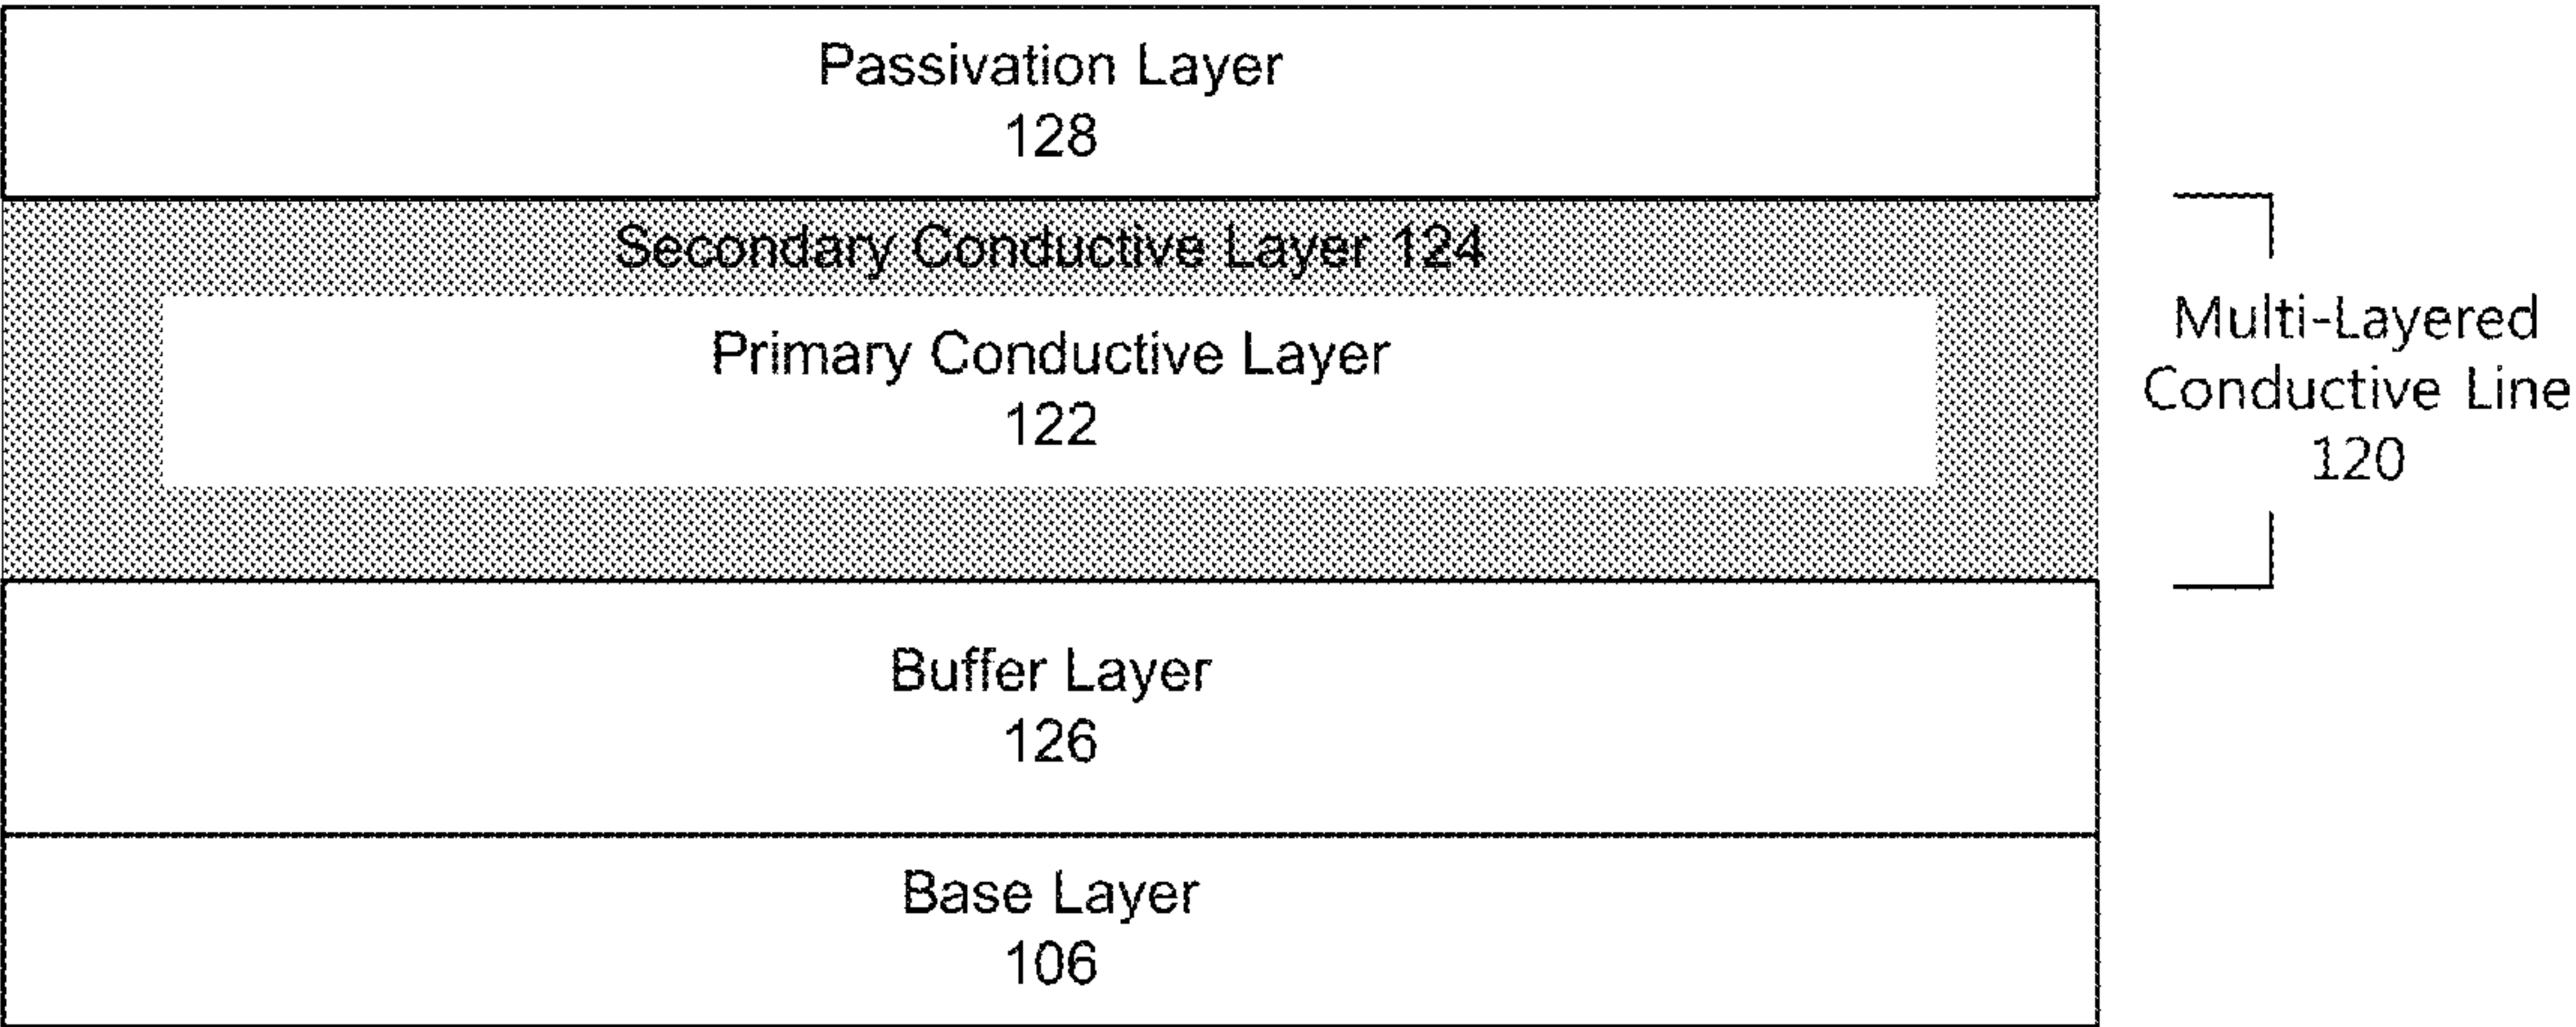 Passivation Layer
128
Secondary Conductive Layer 124
Primary Conductive Layer
122
Multi-Layered
Conductive Line
120
Buffer Layer
126
Base Layer
106